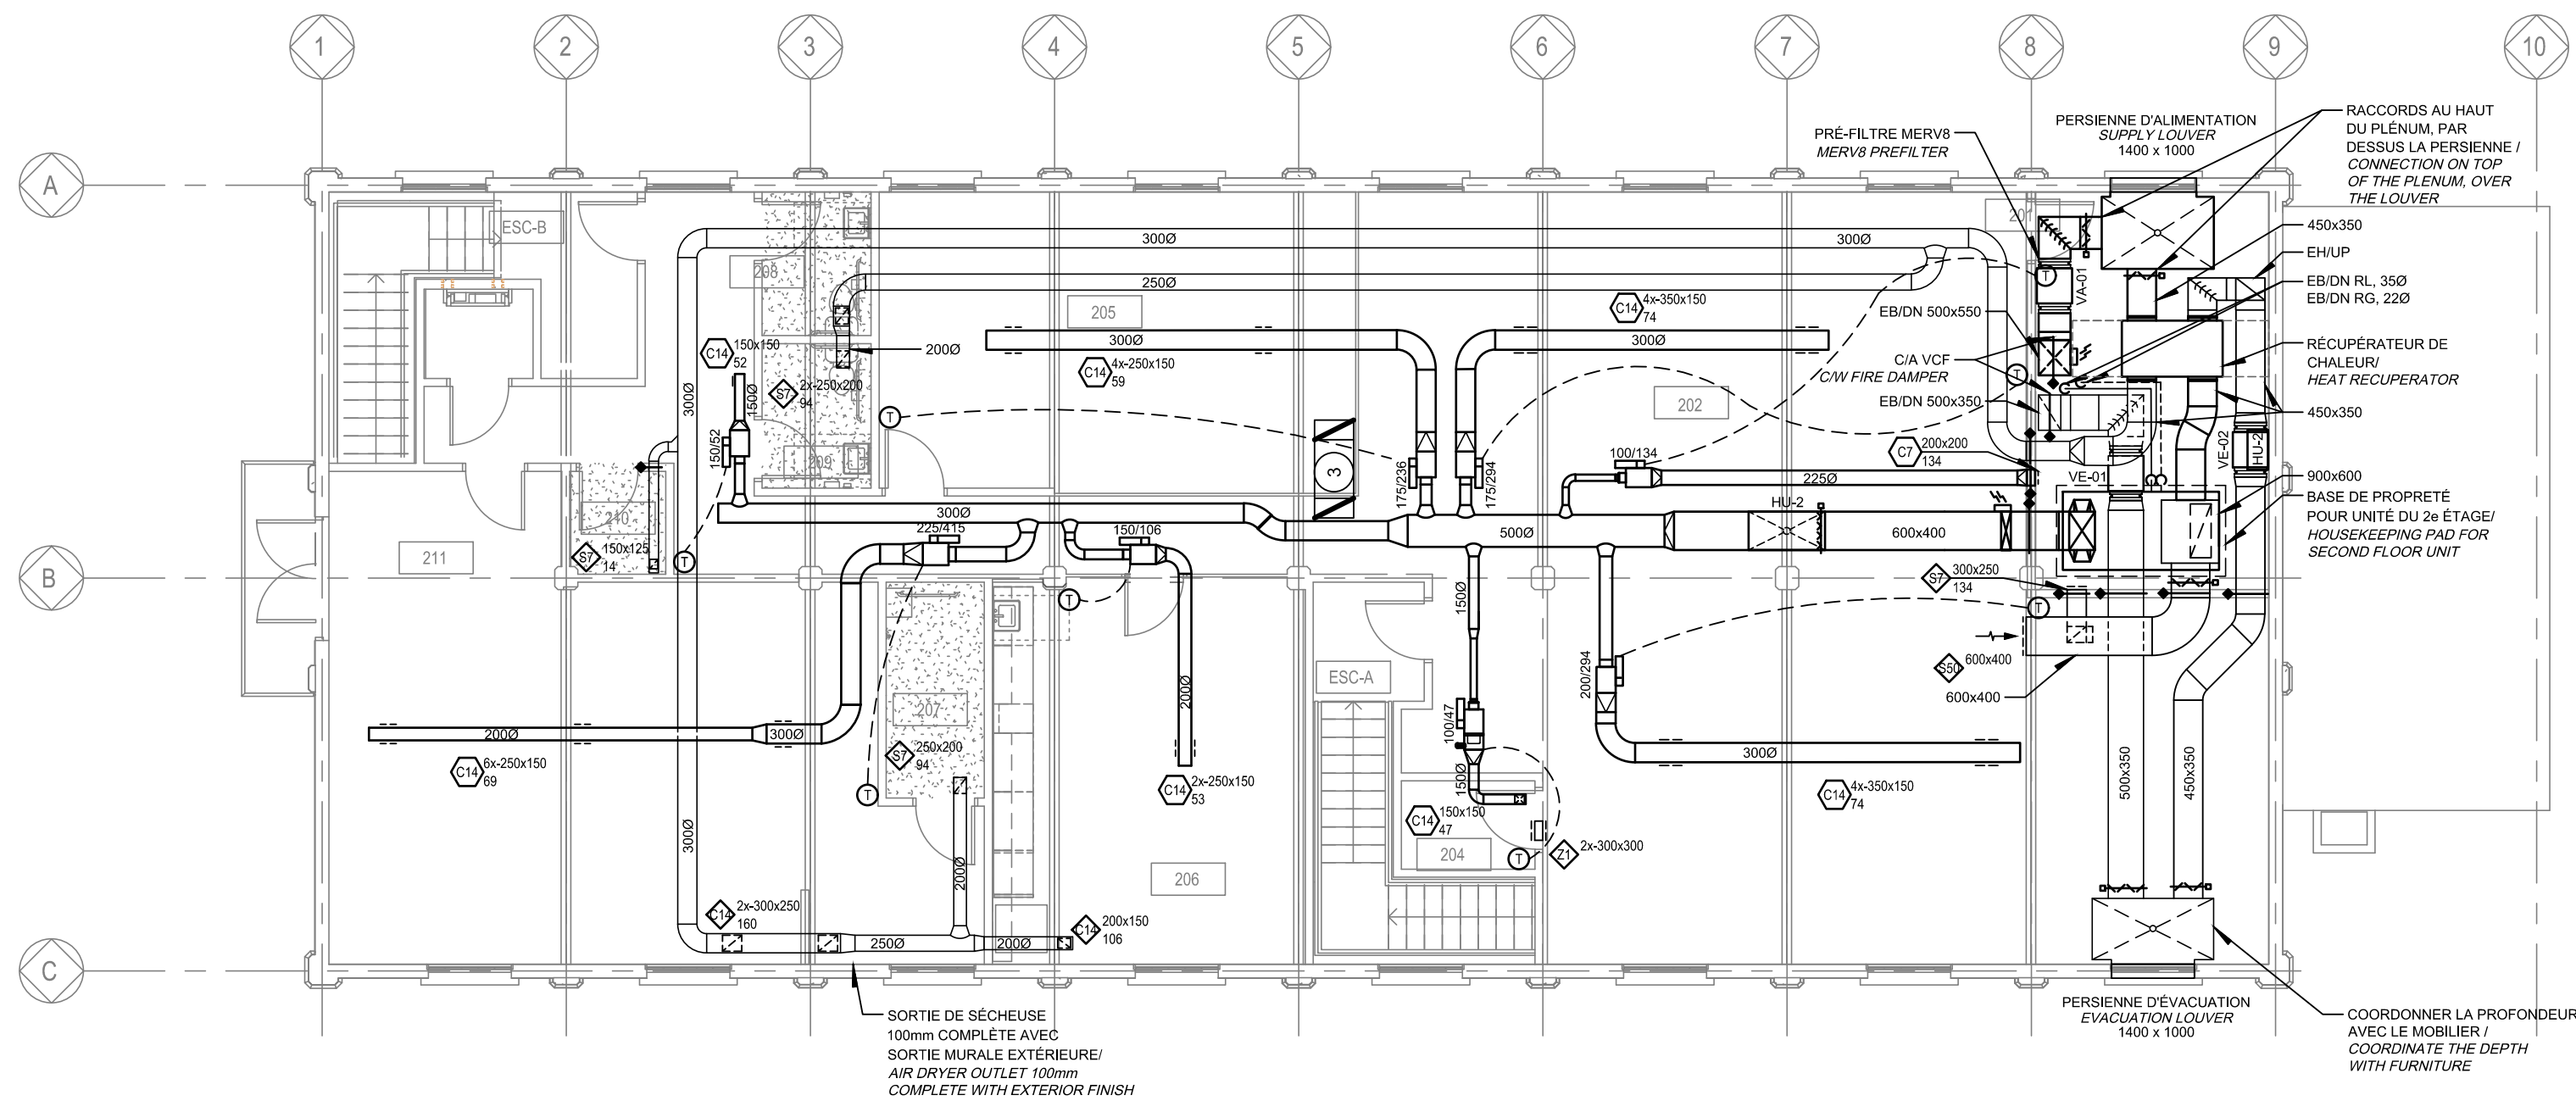 1
2
3
4
5
6
7
8
9
10
A
B
C
PERSIENNE D'ALIMENTATION
SUPPLY LOUVER
1400 x 1000
PRÉ-FILTRE MERV8
MERV8 PREFILTER
RACCORDS AU HAUT
DU PLÉNUM, PAR
DESSUS LA PERSIENNE /
CONNECTION ON TOP
OF THE PLENUM, OVER
THE LOUVER
450x350
EH/UP
EB/DN RL, 35Ø
EB/DN RG, 22Ø
RÉCUPÉRATEUR DE
CHALEUR/
HEAT RECUPERATOR
450x350
900x600
BASE DE PROPRETÉ
POUR UNITÉ DU 2e ÉTAGE/
HOUSEKEEPING PAD FOR
SECOND FLOOR UNIT
ESC-B
208
205
201
300Ø
300Ø
250Ø
VA-01
EB/DN 500x550
C/A VCF
C/W FIRE DAMPER
EB/DN 500x350
C14
4x-350x150
74
300Ø
300Ø
C14
4x-250x150
59
C14
150x150
52
150Ø
150/52
S7
2x-250x200
94
200Ø
300Ø
202
3
209
T
T
T
C7
200x200
134
100/134
225Ø
175/236
175/294
VE-01
VE-02
HU-2
HU-2
600x400
500Ø
300Ø
225/415
150/106
210
211
S7
150x125
14
T
T
S7
300x250
134
T
S50
600x400
600x400
150Ø
200/294
ESC-A
207
200Ø
200Ø
300Ø
C14
6x-250x150
69
S7
250x200
94
T
C14
2x-250x150
53
100/47
150Ø
C14
150x150
47
204
T
Z1
2x-300x300
300Ø
C14
4x-350x150
74
500x350
450x350
300Ø
200Ø
206
C14
2x-300x250
160
250Ø
200Ø
C14
200x150
106
SORTIE DE SÉCHEUSE
100mm COMPLÈTE AVEC
SORTIE MURALE EXTÉRIEURE/
AIR DRYER OUTLET 100mm
COMPLETE WITH EXTERIOR FINISH
PERSIENNE D'ÉVACUATION
EVACUATION LOUVER
1400 x 1000
COORDONNER LA PROFONDEUR
AVEC LE MOBILIER /
COORDINATE THE DEPTH
WITH FURNITURE